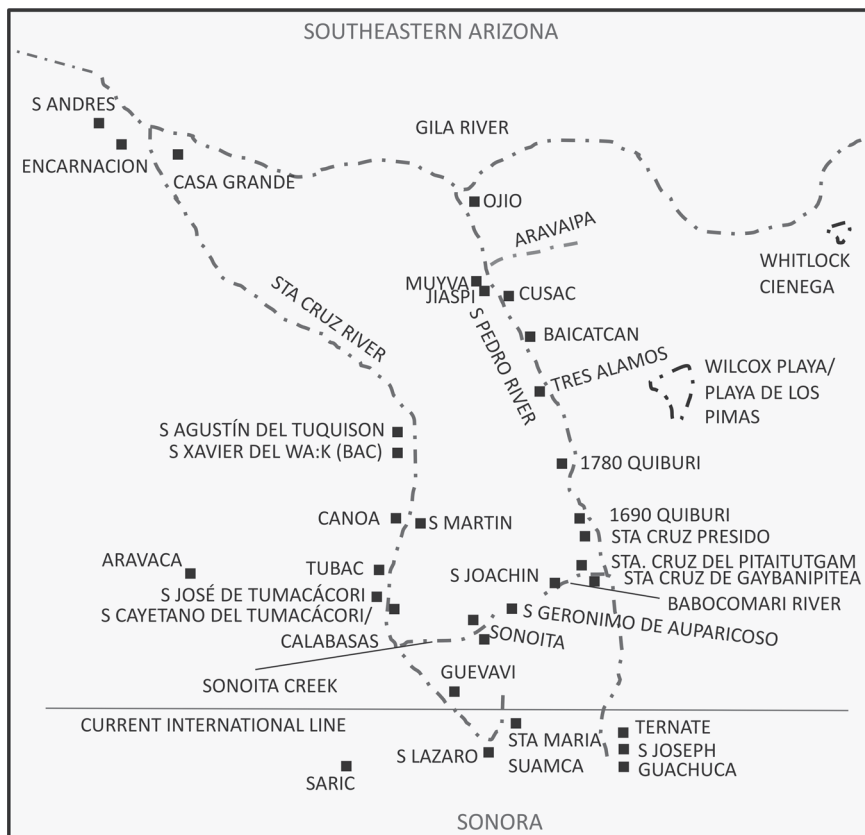 SOUTHEASTERN ARIZONA
S ANDRES
GILA RIVER
ENCARNACION
CASA GRANDE
OJIO
ARAVAIPA
WHITLOCK
CIENEGA
STA CRUZ RIVER
MUYVA
JIASPI
CUSAC
S PEDRO RIVER
BAICATCAN
TRES ALAMOS
WILCOX PLAYA/
PLAYA DE LOS
PIMAS
S AGUSTÍN DEL TUQUISON
S XAVIER DEL WA:K (BAC)
1780 QUIBURI
CANOA
S MARTIN
1690 QUIBURI
STA CRUZ PRESIDO
ARAVACA
TUBAC
S JOACHIN
STA. CRUZ DEL PITAITUTGAM
STA CRUZ DE GAYBANIPITEA
S JOSÉ DE TUMACÁCORI
BABOCOMARI RIVER
S CAYETANO DEL TUMACÁCORI/
CALABASAS
S GERONIMO DE AUPARICOSO
SONOITA
SONOITA CREEK
GUEVAVI
CURRENT INTERNATIONAL LINE
STA MARIA
SUAMCA
TERNATE
S JOSEPH
GUACHUCA
S LAZARO
SARIC
SONORA